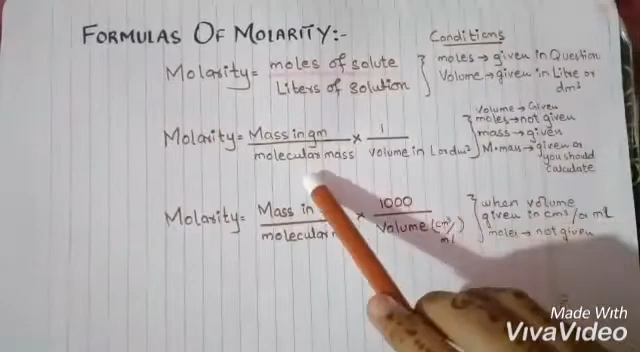 FORMULAS OF MOLARITY:-
Conditions
Molarity = moles of solute
Liters of solution
moles → given in Question
Volume → given in Litre or
dm³
Molarity = Mass in gm × 1
molecular mass volume in L or dm³
Volume → Given
moles → not given
mass → given
M.mass → given or
you should
calculate
Molarity = Mass in × 1000
molecular Volume (cm³/
ml)
when volume
given in cm³/or ml
moles → not given
Made With
VivaVideo